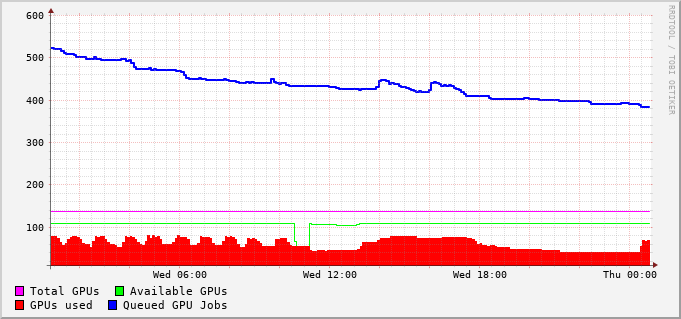 600
500
400
300
200
100
Wed 06:00 Wed 12:00 Wed 18:00 Thu 00:00
Total GPUs Available GPUs
GPUs used Queued GPU Jobs
RRDTOOL / TOBI OETIKER